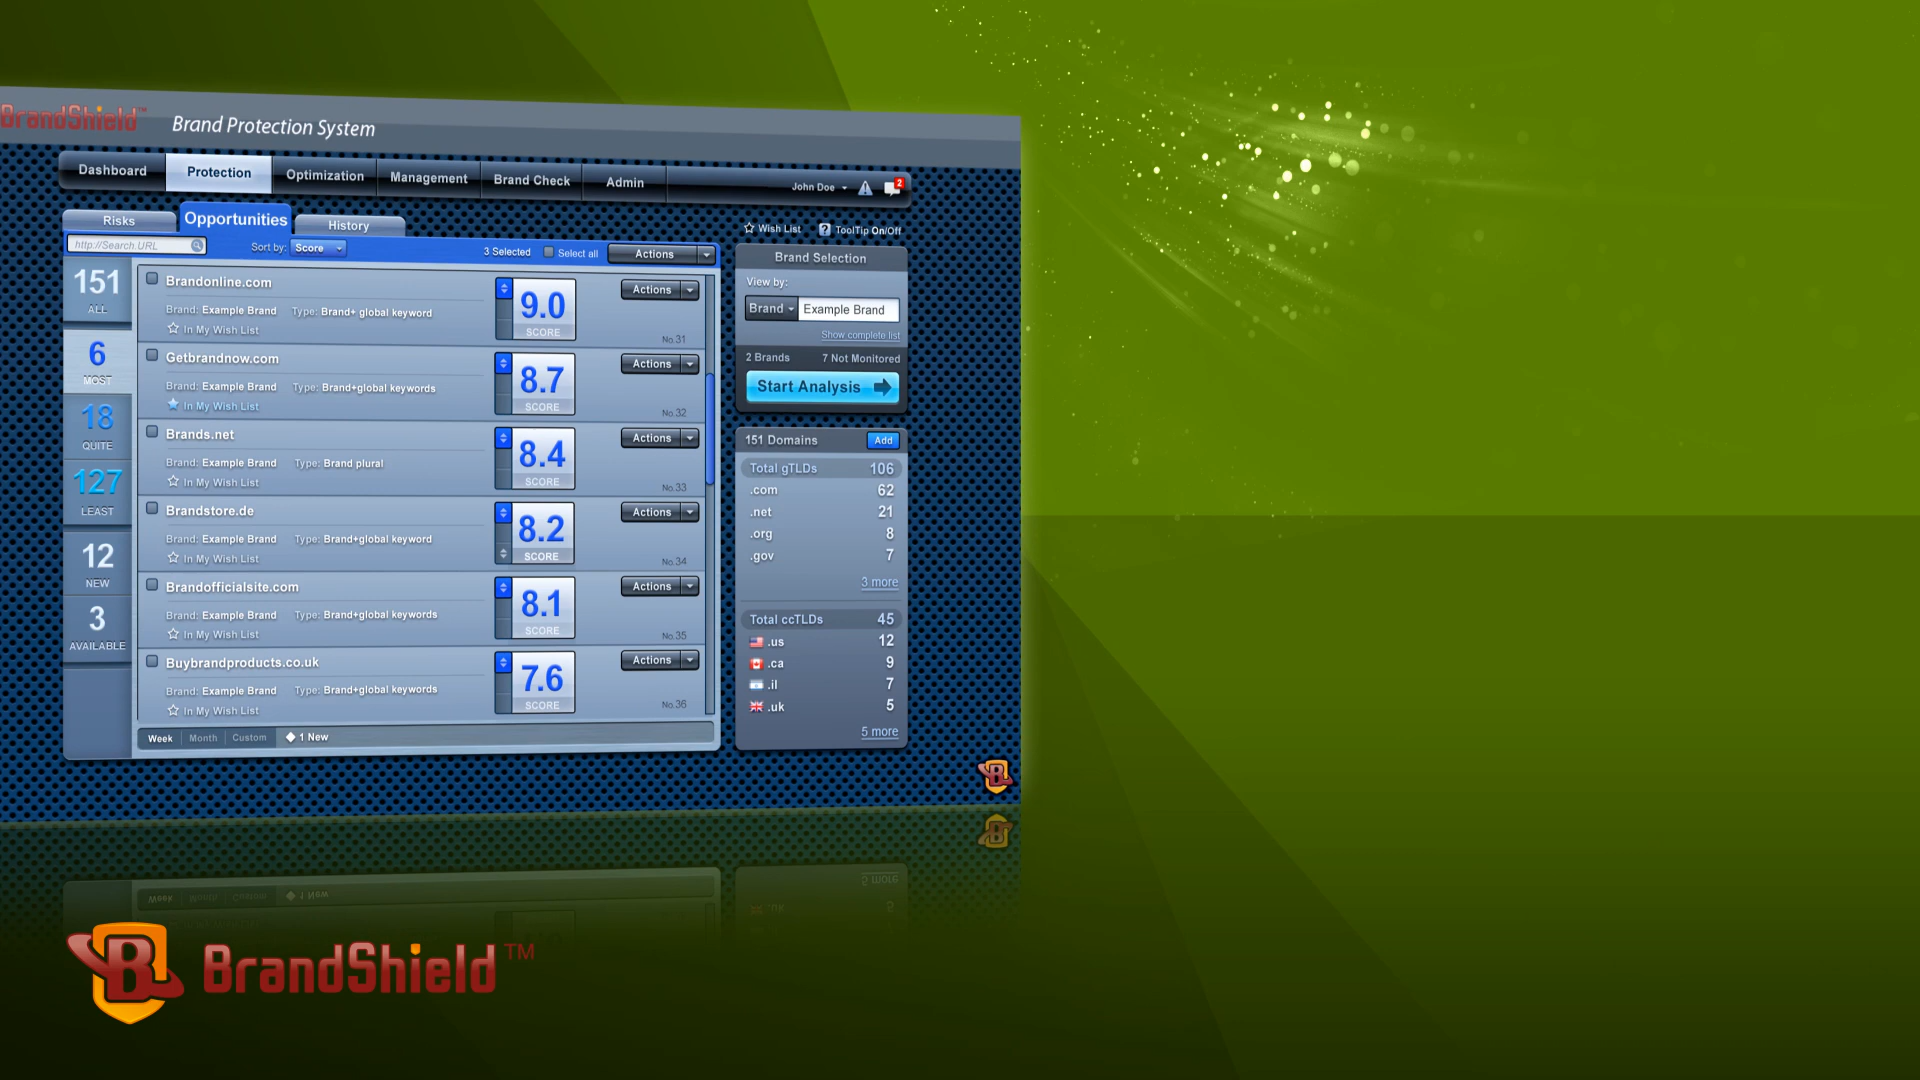 BrandShield™ Brand Protection System
Dashboard Protection Optimization Management Brand Check Admin John Doe 2
Risks Opportunities History
Wish List ? ToolTip On/Off
http://Search.URL Sort by: Score 3 Selected Select all Actions
151
ALL
6
MOST
18
QUITE
127
LEAST
12
NEW
3
AVAILABLE
Brandonline.com
Brand: Example Brand Type: Brand+ global keyword
In My Wish List
9.0
SCORE
Actions
No.31
Getbrandnow.com
Brand: Example Brand Type: Brand+global keywords
In My Wish List
8.7
SCORE
Actions
No.32
Brands.net
Brand: Example Brand Type: Brand plural
In My Wish List
8.4
SCORE
Actions
No.33
Brandstore.de
Brand: Example Brand Type: Brand+global keyword
In My Wish List
8.2
SCORE
Actions
No.34
Brandofficialsite.com
Brand: Example Brand Type: Brand+global keywords
In My Wish List
8.1
SCORE
Actions
No.35
Buybrandproducts.co.uk
Brand: Example Brand Type: Brand+global keywords
In My Wish List
7.6
SCORE
Actions
No.36
Week Month Custom 1 New
Brand Selection
View by:
Brand Example Brand
Show complete list
2 Brands 7 Not Monitored
Start Analysis
151 Domains Add
Total gTLDs 106
.com 62
.net 21
.org 8
.gov 7
3 more
Total ccTLDs 45
.us 12
.ca 9
.il 7
.uk 5
5 more
B
B BrandShield™